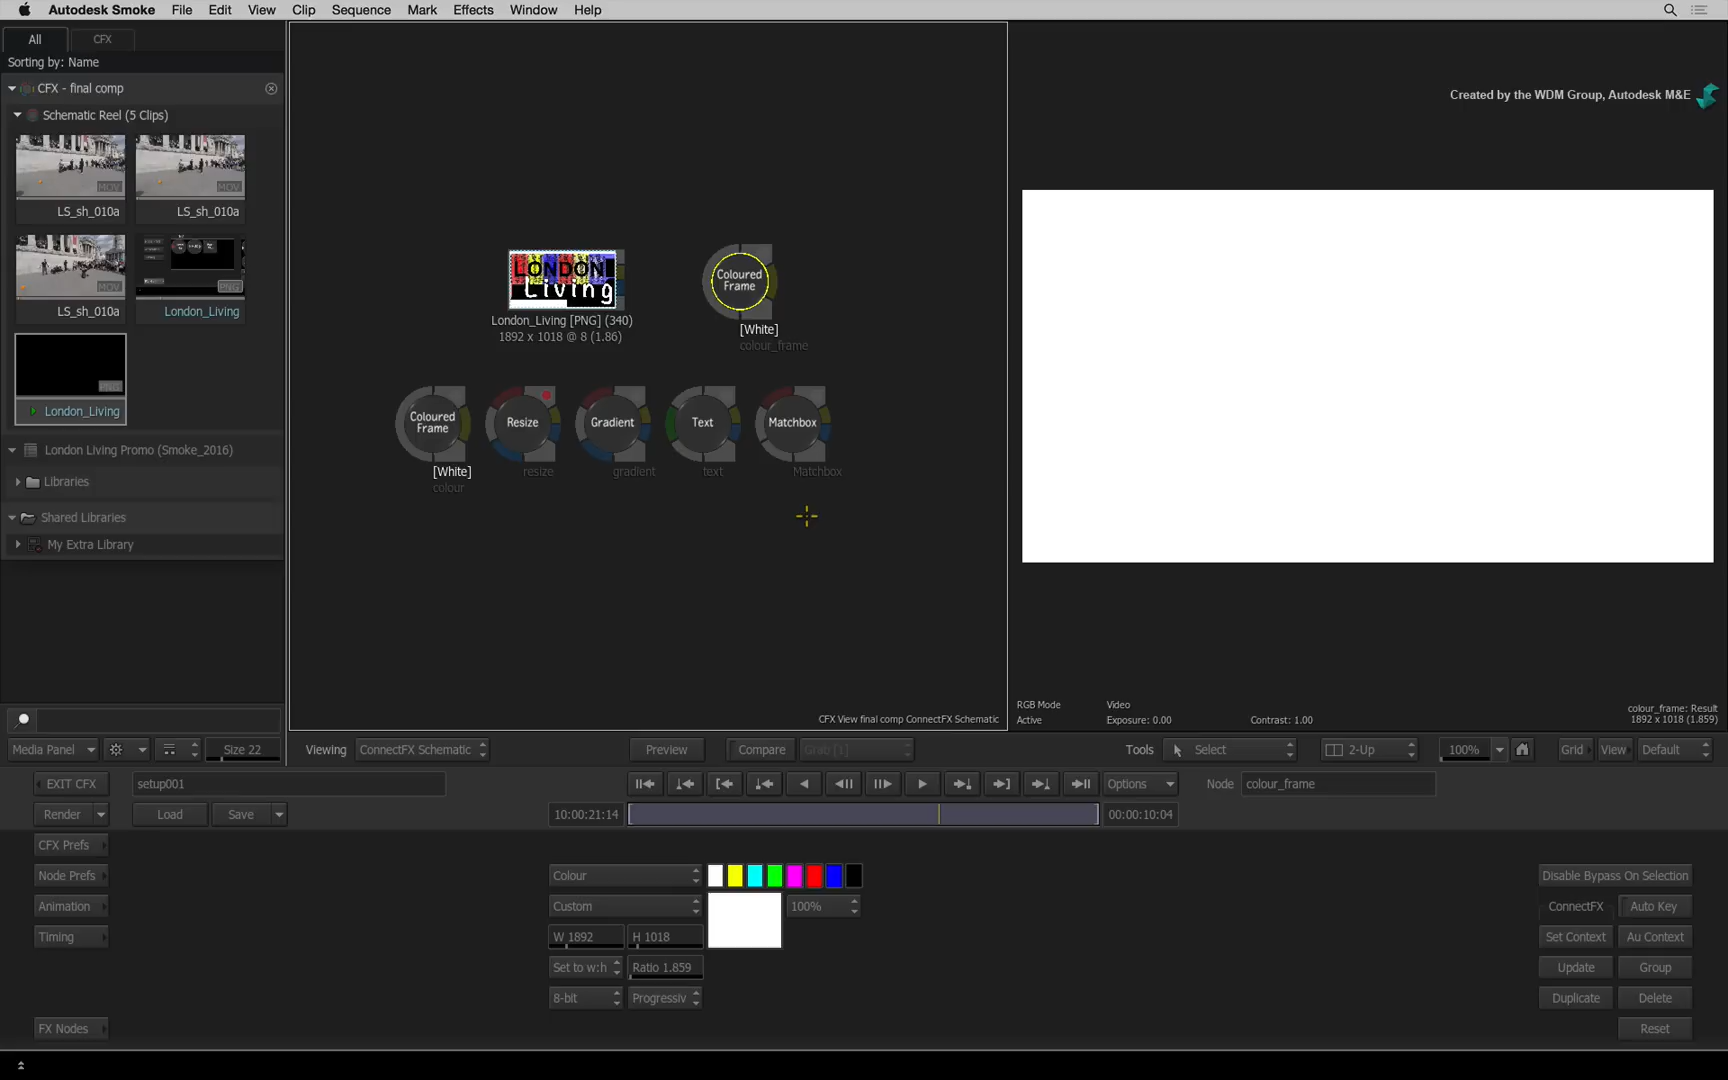 Autodesk Smoke File Edit View Clip Sequence Mark Effects Window Help
All CFX
Sorting by: Name
CFX - final comp
Schematic Reel (5 Clips)
MOV MOV
LS_sh_010a LS_sh_010a
MOV PNG
LS_sh_010a London_Living
PNG
London_Living
London Living Promo (Smoke_2016)
Libraries
Shared Libraries
My Extra Library
Created by the WDM Group, Autodesk M&E
LONDON
Living
London_Living [PNG] (340)
1892 x 1018 @ 8 (1.86)
Coloured
Frame
[White]
colour_frame
Coloured
Frame
[White]
colour
Resize
resize
Gradient
gradient
Text
text
Matchbox
Matchbox
CFX View final comp ConnectFX Schematic
RGB Mode Video
Active Exposure: 0.00 Contrast: 1.00
colour_frame: Result
1892 x 1018 (1.859)
Media Panel Size 22 Viewing ConnectFX Schematic Preview Compare Grab [1] Tools Select 2-Up 100% Grid View Default
EXIT CFX setup001 Options Node colour_frame
Render Load Save 10:00:21:14 00:00:10:04
CFX Prefs
Node Prefs Colour Disable Bypass On Selection
Animation Custom 100% ConnectFX Auto Key
Timing W 1892 H 1018 Set Context Au Context
Set to w:h Ratio 1.859 Update Group
8-bit Progressiv Duplicate Delete
FX Nodes Reset